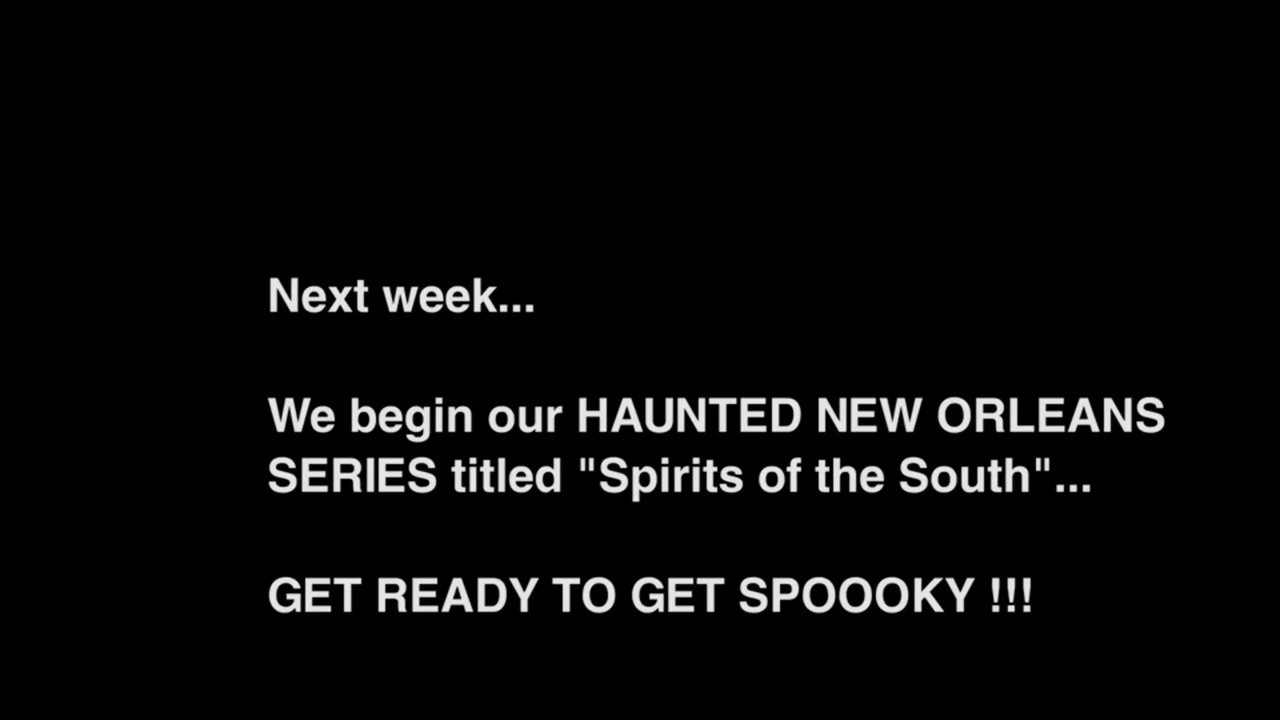 Next week...
We begin our HAUNTED NEW ORLEANS
SERIES titled "Spirits of the South"...
GET READY TO GET SPOOOKY !!!